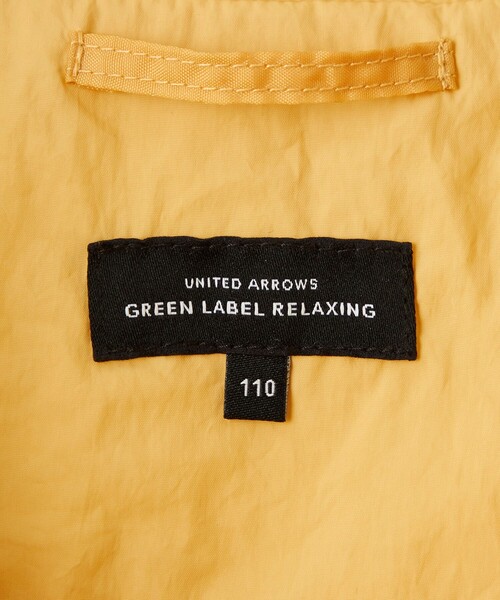 UNITED ARROWS
GREEN LABEL RELAXING
110